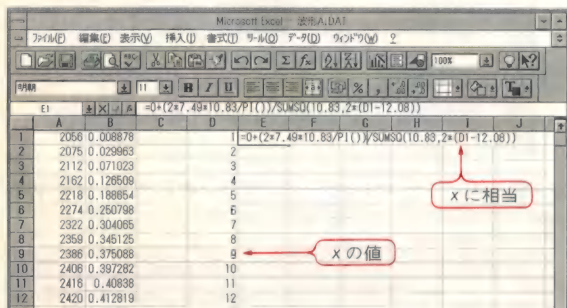 Microsoft Excel - 波形A.DAT
ファイル(F) 編集(E) 表示(V) 挿入(I) 書式(O) ツール(T) データ(D) ウィンドウ(W) ?
100%
明朝 11 B I U
E1 =0+(2*7.49*10.83/PI())/SUMSQ(10.83,2*(D1-12.08))
A B C D E F G H I J
1 2056 0.008878 1 =0+(2*7.49*10.83/PI())/SUMSQ(10.83,2*(D1-12.08))
2 2075 0.029963 2
3 2112 0.071023 3
4 2162 0.126509 4
5 2218 0.188654 5
6 2274 0.250798 6
7 2322 0.304065 7
8 2359 0.345125 8
9 2386 0.375088 9
10 2406 0.397282 10
11 2416 0.40838 11
12 2420 0.412819 12
xに相当
xの値